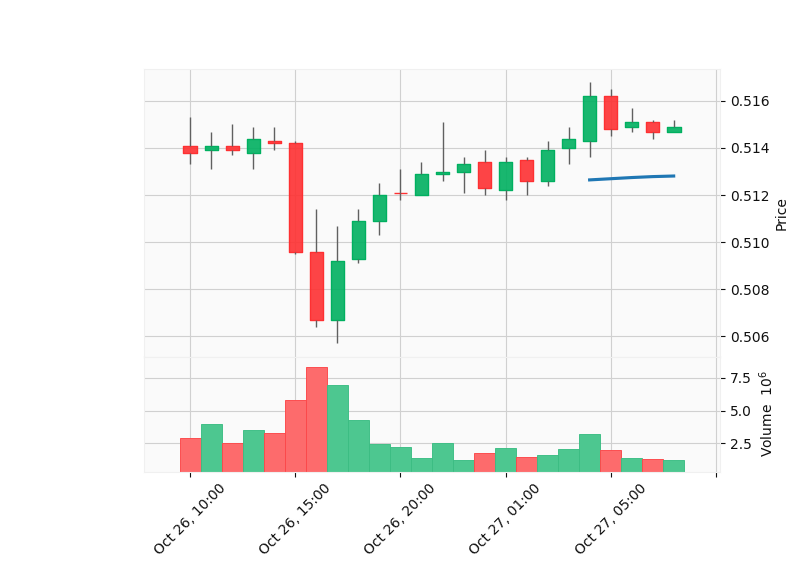 0.516
0.514
0.512
0.510
0.508
0.506
Price
7.5
5.0
2.5
Volume 10⁶
Oct 26, 10:00
Oct 26, 15:00
Oct 26, 20:00
Oct 27, 01:00
Oct 27, 05:00